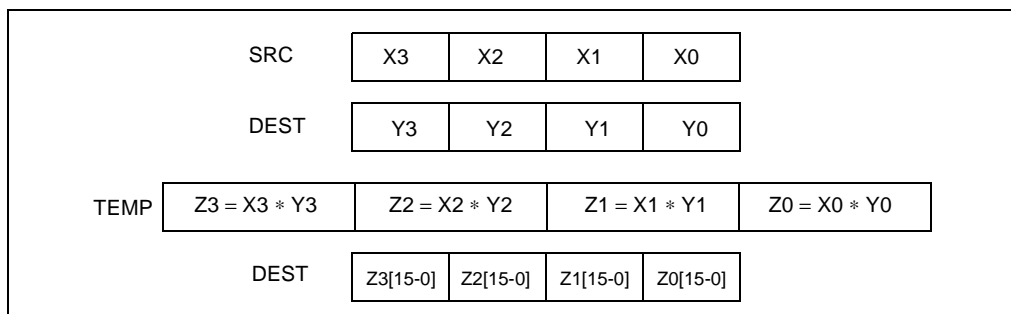 SRC X3 X2 X1 X0
DEST Y3 Y2 Y1 Y0
TEMP Z3 = X3 ∗ Y3 Z2 = X2 ∗ Y2 Z1 = X1 ∗ Y1 Z0 = X0 ∗ Y0
DEST Z3[15-0] Z2[15-0] Z1[15-0] Z0[15-0]